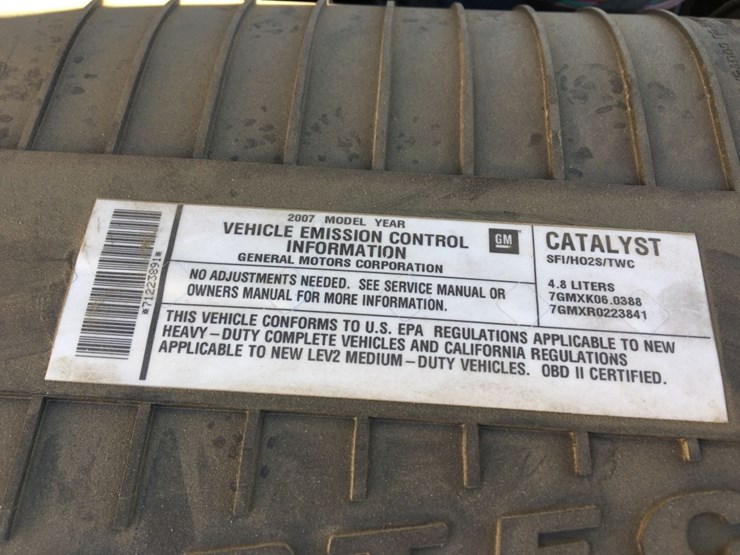 *71223891*
2007 MODEL YEAR
VEHICLE EMISSION CONTROL
INFORMATION
GENERAL MOTORS CORPORATION
GM
NO ADJUSTMENTS NEEDED. SEE SERVICE MANUAL OR
OWNERS MANUAL FOR MORE INFORMATION.
CATALYST
SFI/HO2S/TWC
4.8 LITERS
7GMXK06.0388
7GMXR0223841
THIS VEHICLE CONFORMS TO U.S. EPA REGULATIONS APPLICABLE TO NEW
HEAVY-DUTY COMPLETE VEHICLES AND CALIFORNIA REGULATIONS
APPLICABLE TO NEW LEV2 MEDIUM-DUTY VEHICLES. OBD II CERTIFIED.